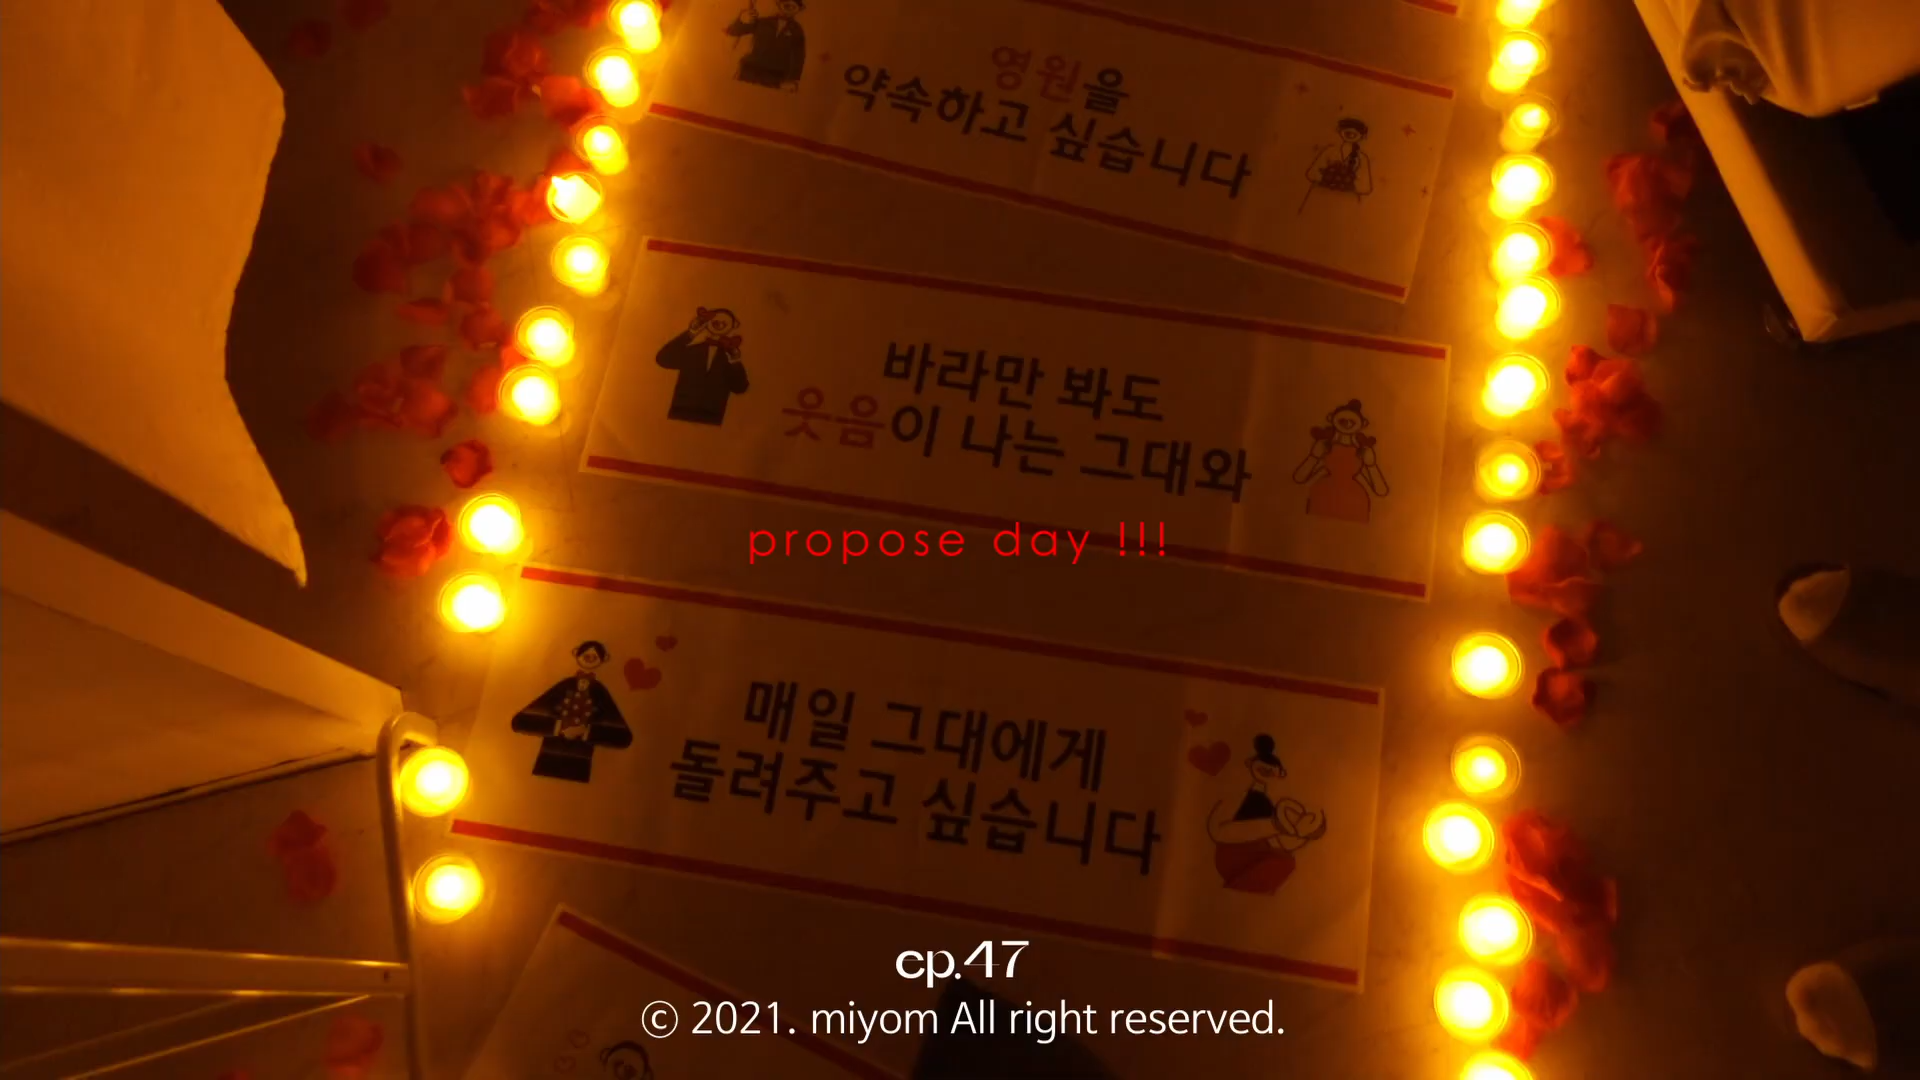 영원을
약속하고 싶습니다
바라만 봐도
웃음이 나는 그대와
propose day !!!
매일 그대에게
돌려주고 싶습니다
ep.47
© 2021. miyom All right reserved.